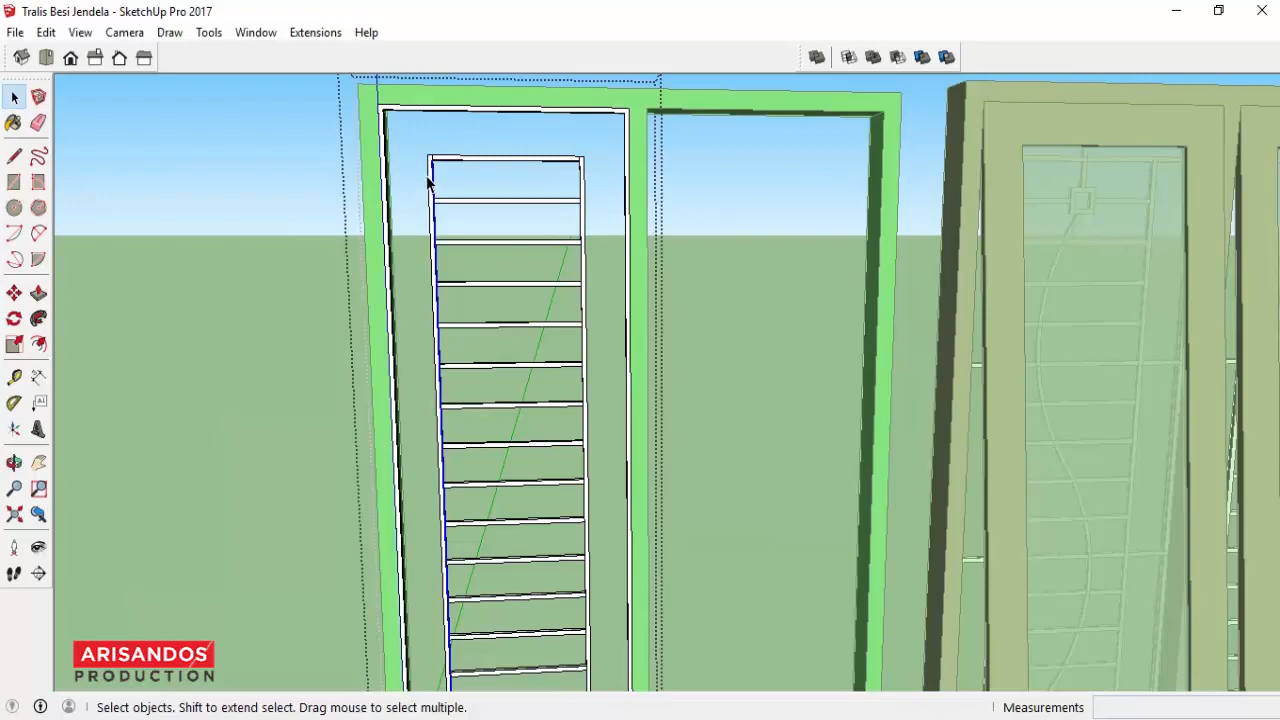 Tralis Besi Jendela - SketchUp Pro 2017
File Edit View Camera Draw Tools Window Extensions Help
ARISANDOS
PRODUCTION
Select objects. Shift to extend select. Drag mouse to select multiple.
Measurements